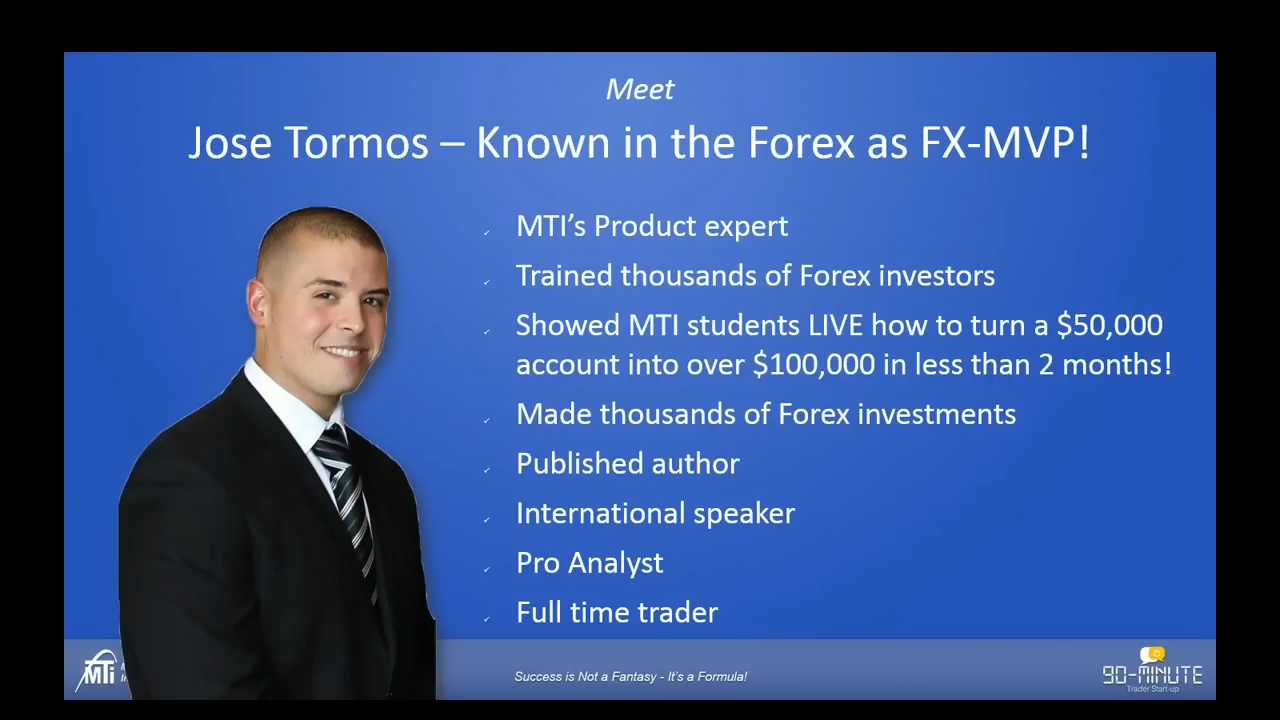 Meet
Jose Tormos – Known in the Forex as FX-MVP!
MTI’s Product expert
Trained thousands of Forex investors
Showed MTI students LIVE how to turn a $50,000
account into over $100,000 in less than 2 months!
Made thousands of Forex investments
Published author
International speaker
Pro Analyst
Full time trader
MTI
Success is Not a Fantasy - It’s a Formula!
90-MINUTE
Trader Start-up